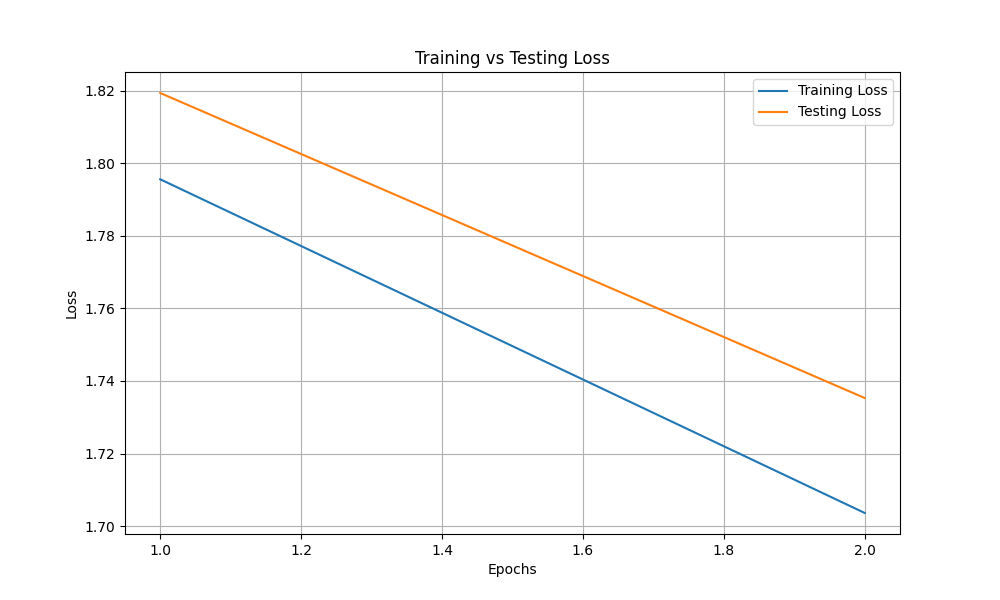 Training vs Testing Loss
Training Loss
Testing Loss
1.82
1.80
1.78
1.76
1.74
1.72
1.70
Loss
1.0 1.2 1.4 1.6 1.8 2.0
Epochs